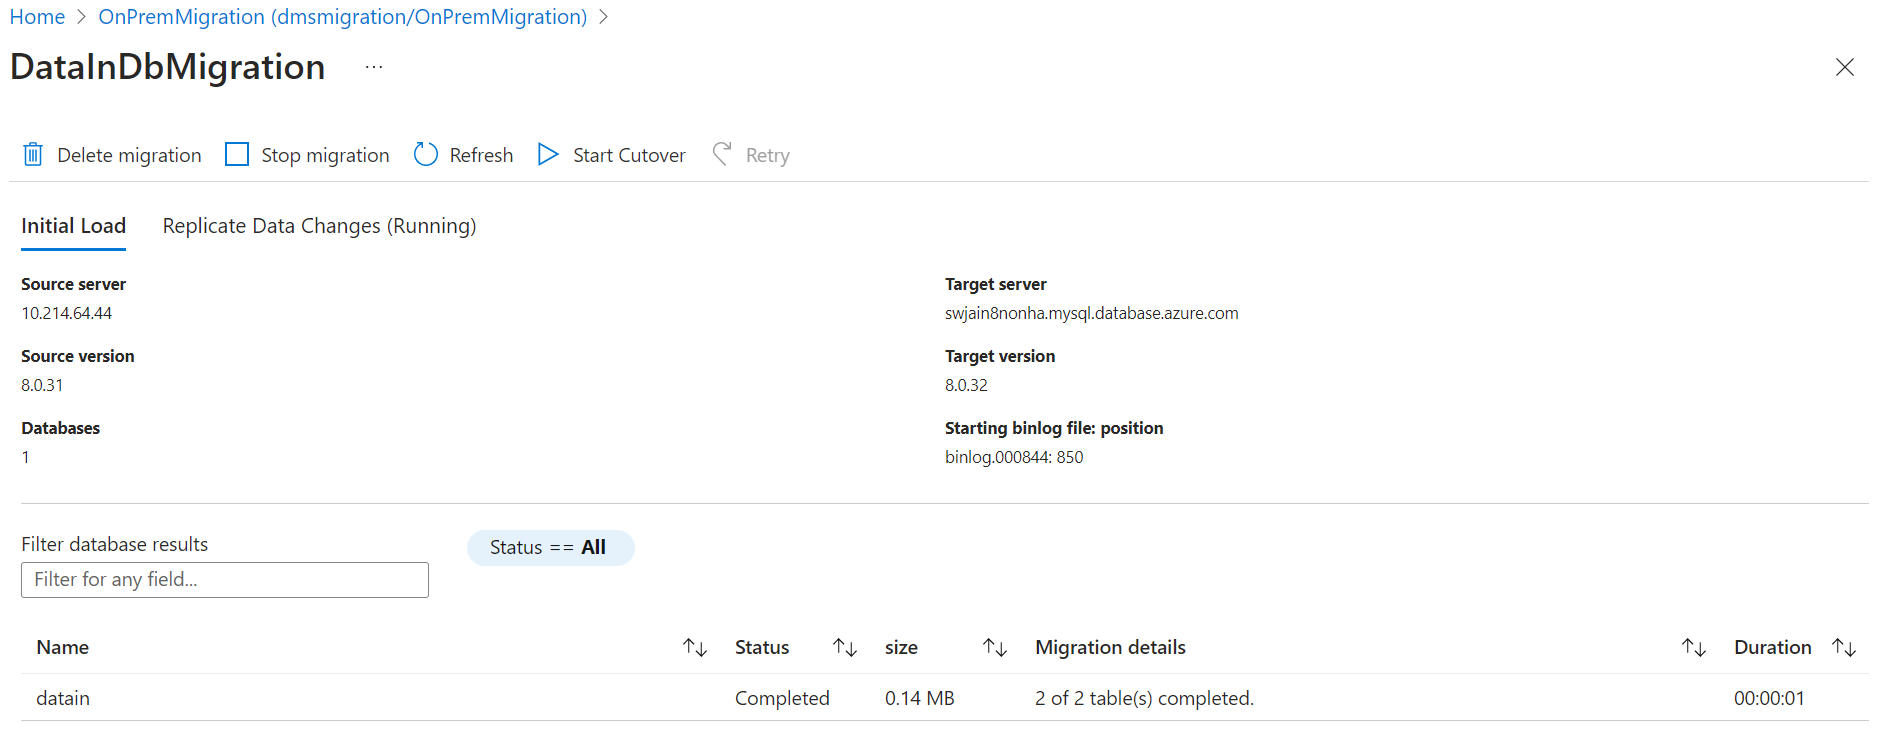 Home > OnPremMigration (dmsmigration/OnPremMigration) >
DataInDbMigration ...
Delete migration Stop migration Refresh Start Cutover Retry
Initial Load Replicate Data Changes (Running)
Source server Target server
10.214.64.44 swjain8nonha.mysql.database.azure.com
Source version Target version
8.0.31 8.0.32
Databases Starting binlog file: position
1 binlog.000844: 850
Filter database results
Status == All
Filter for any field...
Name Status size Migration details Duration
datain Completed 0.14 MB 2 of 2 table(s) completed. 00:00:01